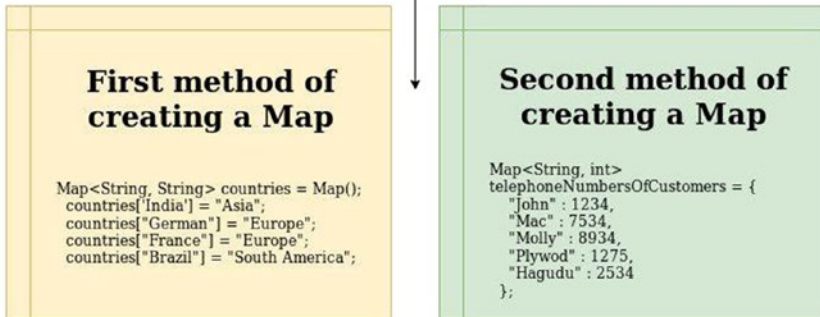 First method of
creating a Map
Map<String, String> countries = Map();
countries['India'] = "Asia";
countries["German"] = "Europe";
countries["France"] = "Europe";
countries["Brazil"] = "South America";
Second method of
creating a Map
Map<String, int>
telephoneNumbersOfCustomers = {
"John" : 1234,
"Mac" : 7534,
"Molly" : 8934,
"Plywod" : 1275,
"Hagudu" : 2534
};